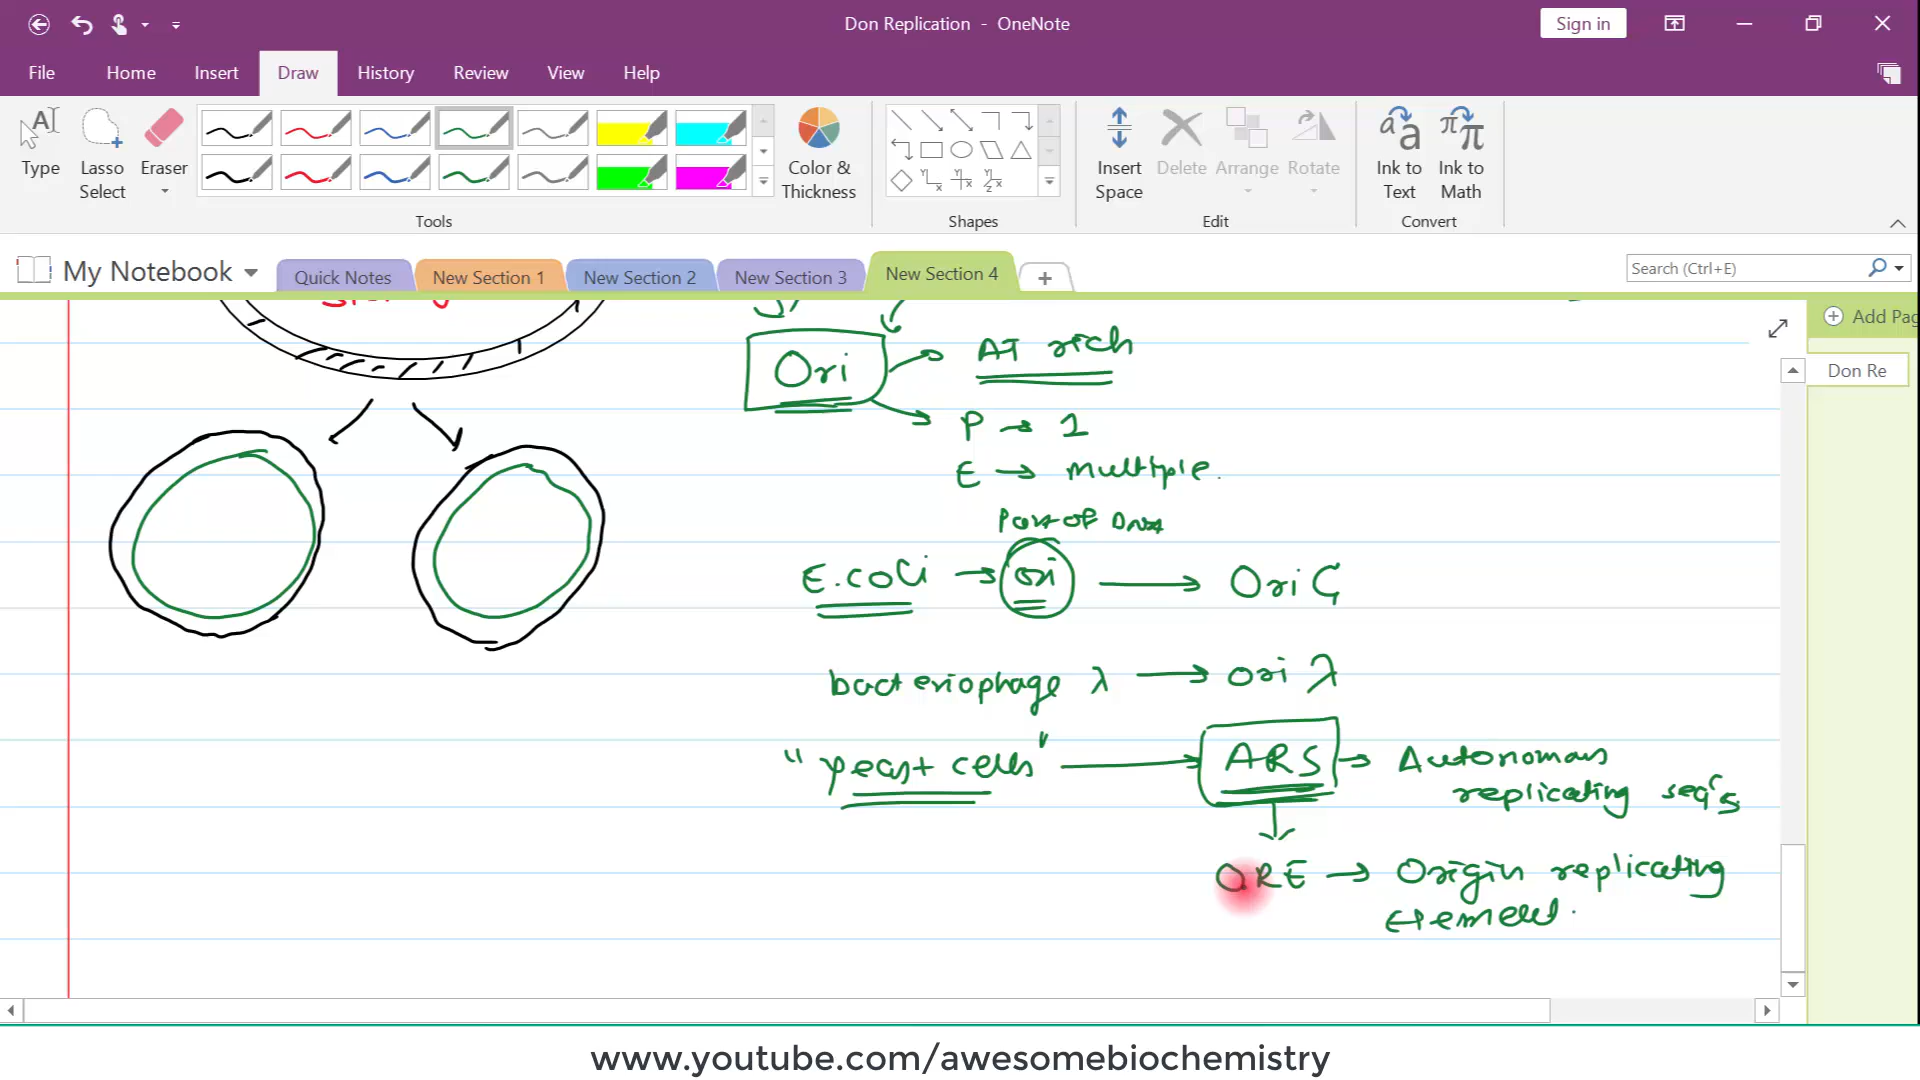 Don Replication - OneNote
Sign in
File
Home
Insert
Draw
History
Review
View
Help
Type
Lasso
Select
Eraser
Color &
Thickness
Insert
Space
Delete
Arrange
Rotate
Ink to
Text
Ink to
Math
Tools
Shapes
Edit
Convert
My Notebook
Quick Notes
New Section 1
New Section 2
New Section 3
New Section 4
Search (Ctrl+E)
Add Pag
Don Re
Ori
AT rich
P → 1
E → multiple.
Part of DNA
E.coli → ori → Ori C
bacteriophage λ → ori λ
"yeast cells" → ARS → Autonomous
replicating seq's
ORE → Origin replicating
element.
www.youtube.com/awesomebiochemistry